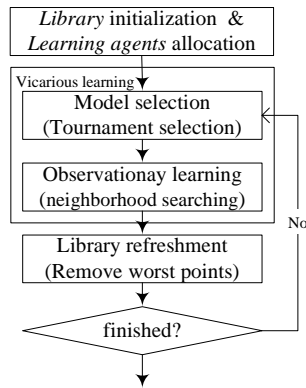 Library initialization &
Learning agents allocation
Vicarious learning
Model selection
(Tournament selection)
Observationay learning
(neighborhood searching)
No
Library refreshment
(Remove worst points)
finished?